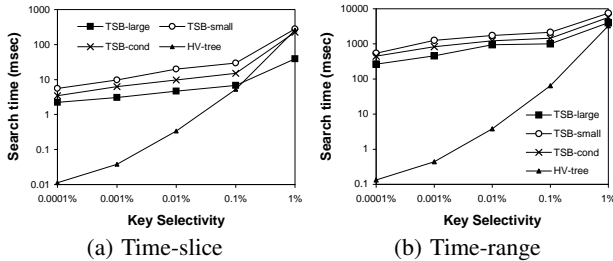 1000
100
10
1
0.1
0.01
Search time (msec)
TSB-large
TSB-small
TSB-cond
HV-tree
0.0001% 0.001% 0.01% 0.1% 1%
Key Selectivity
(a) Time-slice
10000
1000
100
10
1
0.1
Search time (msec)
TSB-large
TSB-small
TSB-cond
HV-tree
0.0001% 0.001% 0.01% 0.1% 1%
Key Selectivity
(b) Time-range